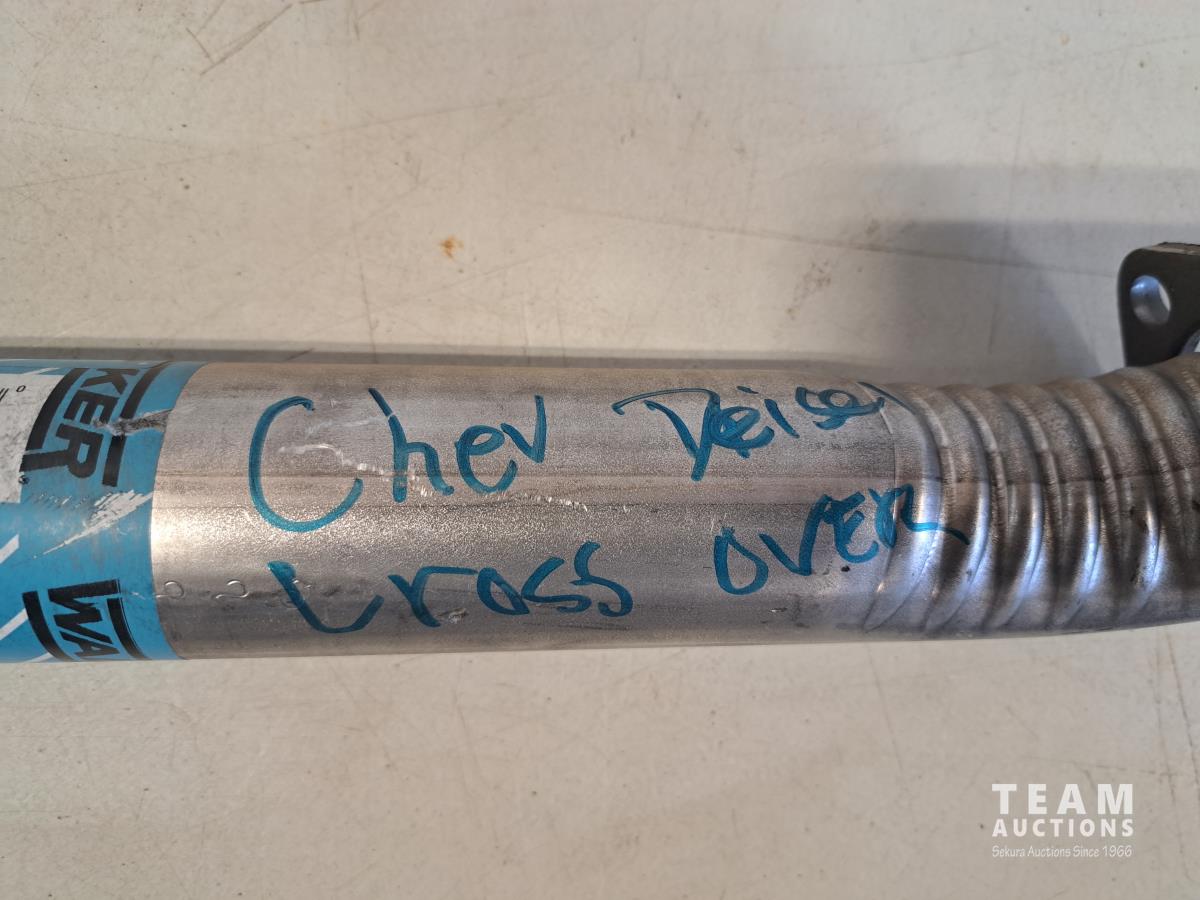 Chev Deisel
Cross OVER
KER
WA
TEAM
AUCTIONS
Sekura Auctions Since 1966